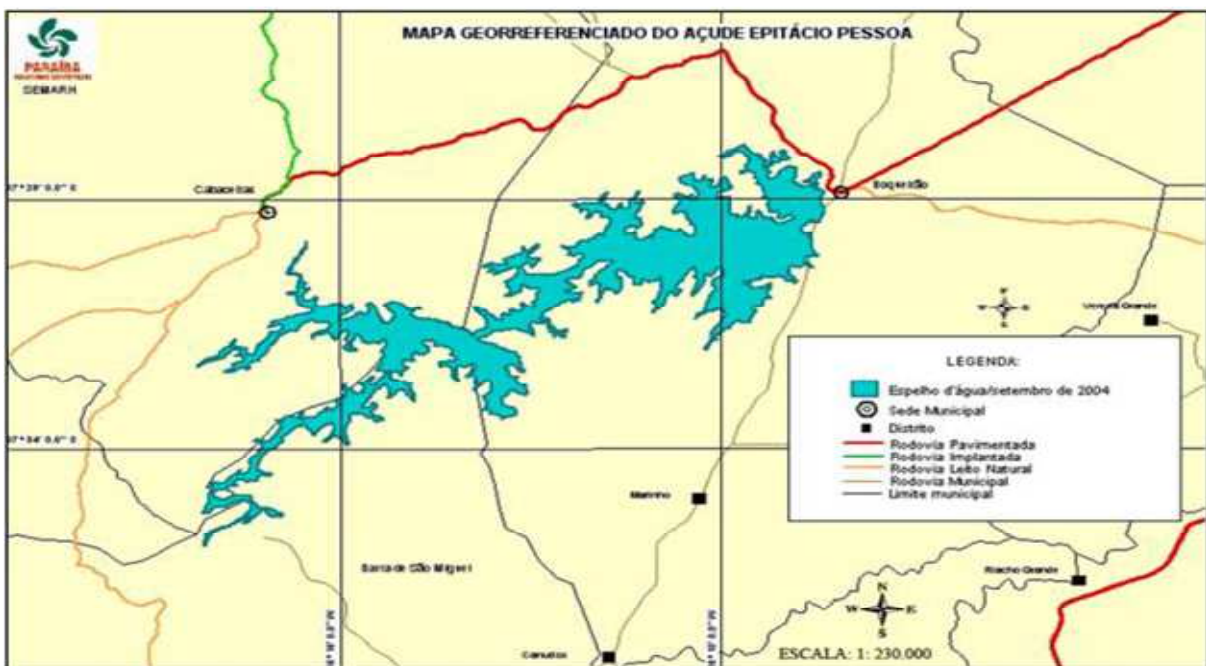 MAPA GEORREFERENCIADO DO AÇUDE EPITÁCIO PESSOA
PARAÍBA
SEMARH
Cabaceiras
Boqueirão
N
W E
S
LEGENDA:
Espelho d'água/setembro de 2004
Sede Municipal
Distrito
Rodovia Pavimentada
Rodovia Implantada
Rodovia Leito Natural
Rodovia Municipal
Limite municipal
Marinho
Barra de São Miguel
Riacho Grande
Canudos
N
W E
S
ESCALA: 1: 230.000